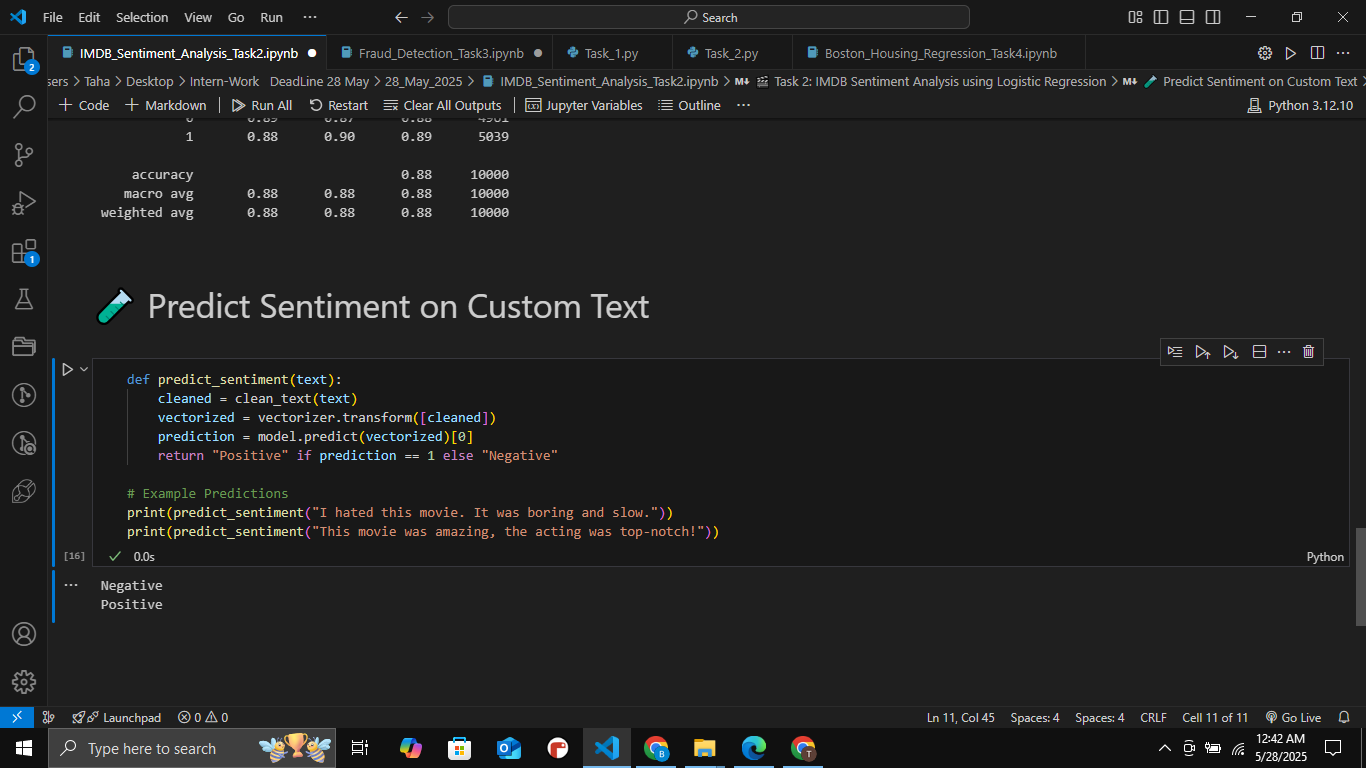 File Edit Selection View Go Run ··· Search
IMDB_Sentiment_Analysis_Task2.ipynb Fraud_Detection_Task3.ipynb Task_1.py Task_2.py Boston_Housing_Regression_Task4.ipynb
sers > Taha > Desktop > Intern-Work DeadLine 28 May > 28_May_2025 > IMDB_Sentiment_Analysis_Task2.ipynb > M↓ Task 2: IMDB Sentiment Analysis using Logistic Regression > M↓ Predict Sentiment on Custom Text
+ Code + Markdown Run All Restart Clear All Outputs Jupyter Variables Outline ··· Python 3.12.10
0 0.89 0.87 0.88 4961
1 0.88 0.90 0.89 5039
accuracy 0.88 10000
macro avg 0.88 0.88 0.88 10000
weighted avg 0.88 0.88 0.88 10000
Predict Sentiment on Custom Text
def predict_sentiment(text):
cleaned = clean_text(text)
vectorized = vectorizer.transform([cleaned])
prediction = model.predict(vectorized)[0]
return "Positive" if prediction == 1 else "Negative"
# Example Predictions
print(predict_sentiment("I hated this movie. It was boring and slow."))
print(predict_sentiment("This movie was amazing, the acting was top-notch!"))
[16] 0.0s Python
··· Negative
Positive
2
1
Launchpad 0 0 Ln 11, Col 45 Spaces: 4 Spaces: 4 CRLF Cell 11 of 11 Go Live
Type here to search
B
T
12:42 AM
5/28/2025